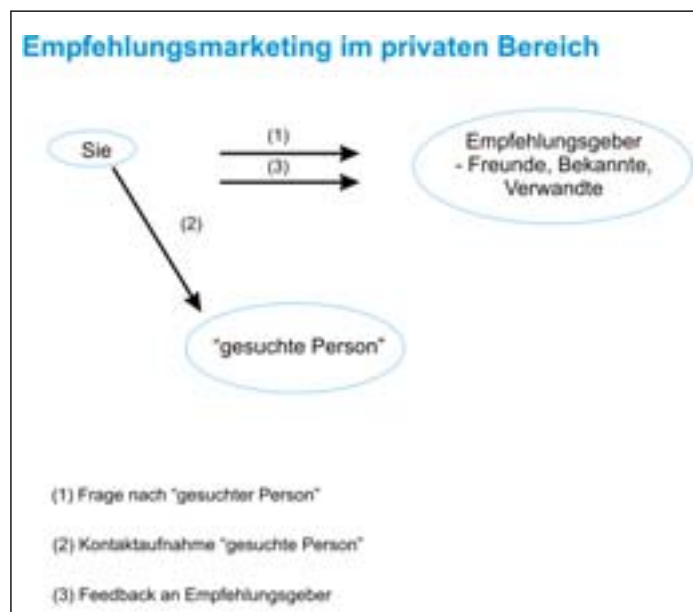 Empfehlungsmarketing im privaten Bereich
Sie
(1)
(3)
Empfehlungsgeber
- Freunde, Bekannte,
Verwandte
(2)
"gesuchte Person"
(1) Frage nach "gesuchter Person"
(2) Kontaktaufnahme "gesuchte Person"
(3) Feedback an Empfehlungsgeber